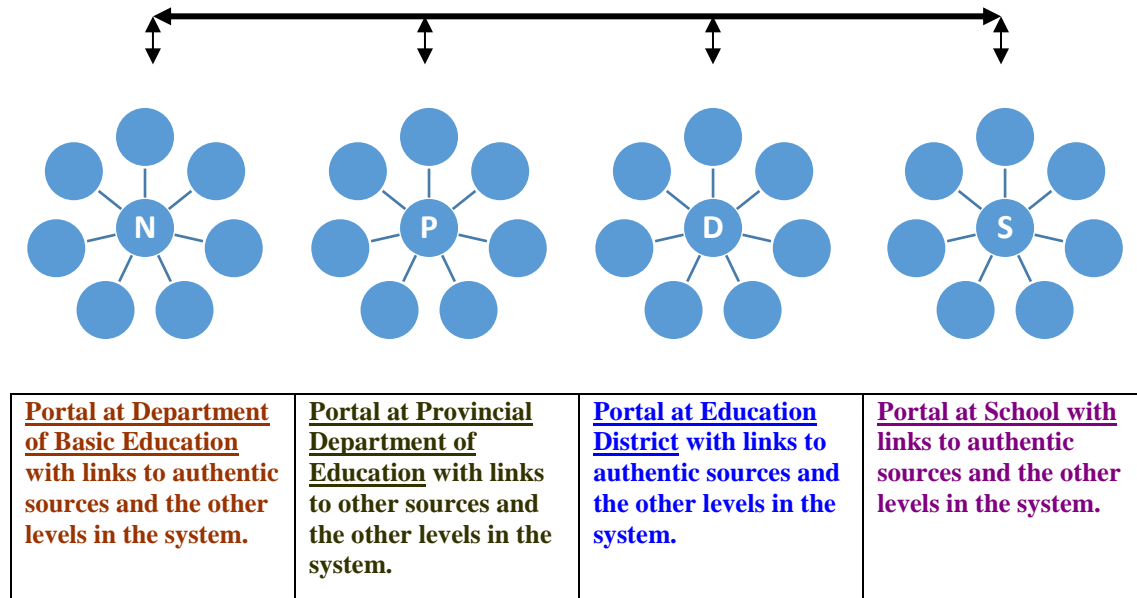 N
P
D
S
Portal at Department
of Basic Education
with links to authentic
sources and the other
levels in the system.
Portal at Provincial
Department of
Education with links
to other sources and
the other levels in the
system.
Portal at Education
District with links to
authentic sources and
the other levels in the
system.
Portal at School with
links to authentic
sources and the other
levels in the system.